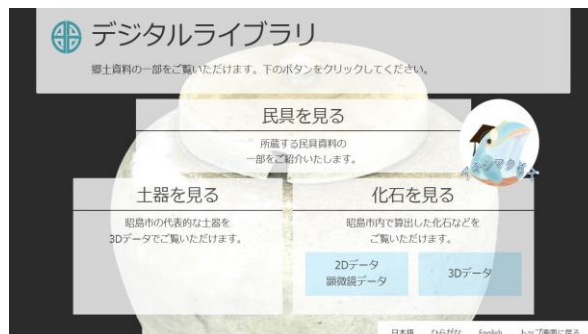 デジタルライブラリ
郷土資料の一部をご覧いただけます。下のボタンをクリックしてください。
民具を見る
所蔵する民具資料の
一部をご紹介いたします。
土器を見る
昭島市の代表的な土器を
3Dデータでご覧いただけます。
化石を見る
昭島市内で算出した化石などを
ご覧いただけます。
2Dデータ
顕微鏡データ
3Dデータ
日本語 ひらがな English トップ画面に戻る